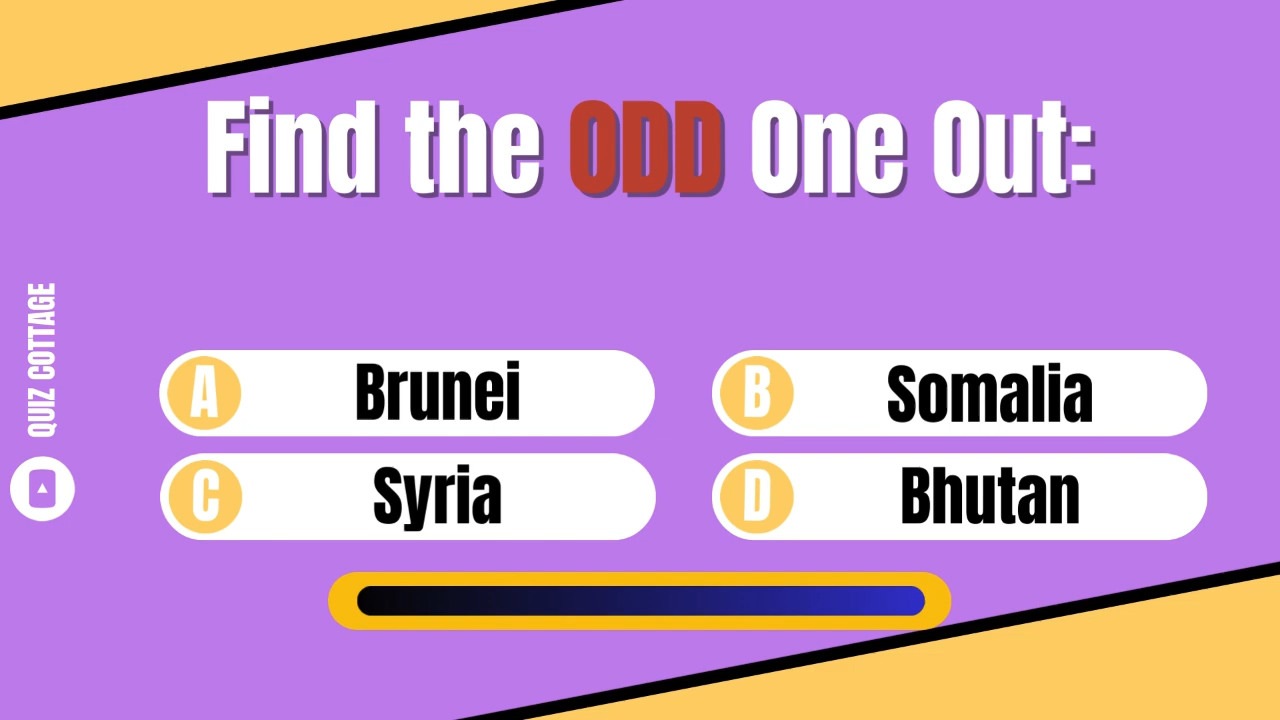 Find the ODD One Out:
QUIZ COTTAGE
A Brunei
B Somalia
C Syria
D Bhutan